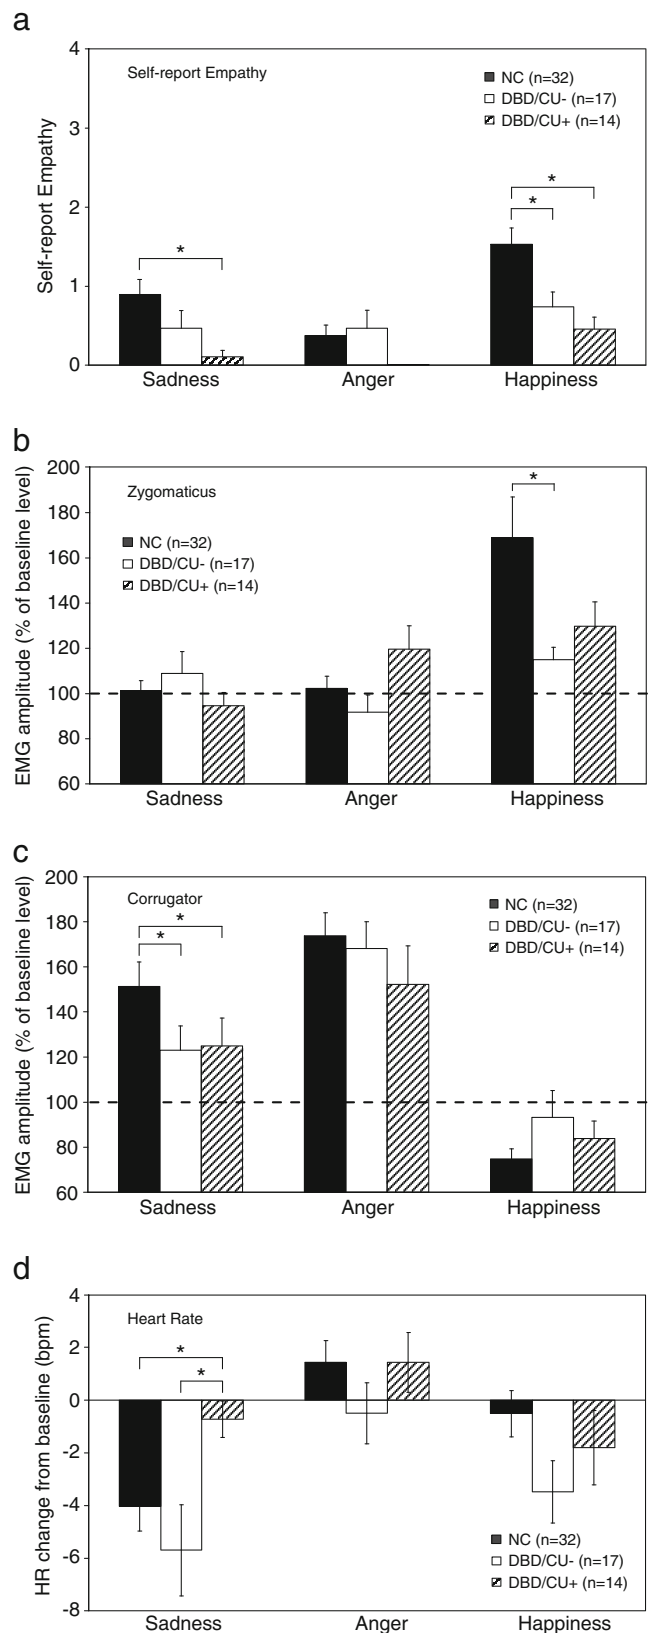 a
4
Self-report Empathy
NC (n=32)
DBD/CU- (n=17)
DBD/CU+ (n=14)
3
2
1
0
Self-report Empathy
*
*
*
Sadness Anger Happiness
b
200
180
160
140
120
100
80
60
EMG amplitude (% of baseline level)
Zygomaticus
NC (n=32)
DBD/CU- (n=17)
DBD/CU+ (n=14)
*
Sadness Anger Happiness
c
200
180
160
140
120
100
80
60
EMG amplitude (% of baseline level)
Corrugator
NC (n=32)
DBD/CU- (n=17)
DBD/CU+ (n=14)
*
*
Sadness Anger Happiness
d
4
2
0
-2
-4
-6
-8
HR change from baseline (bpm)
Heart Rate
*
*
NC (n=32)
DBD/CU- (n=17)
DBD/CU+ (n=14)
Sadness Anger Happiness